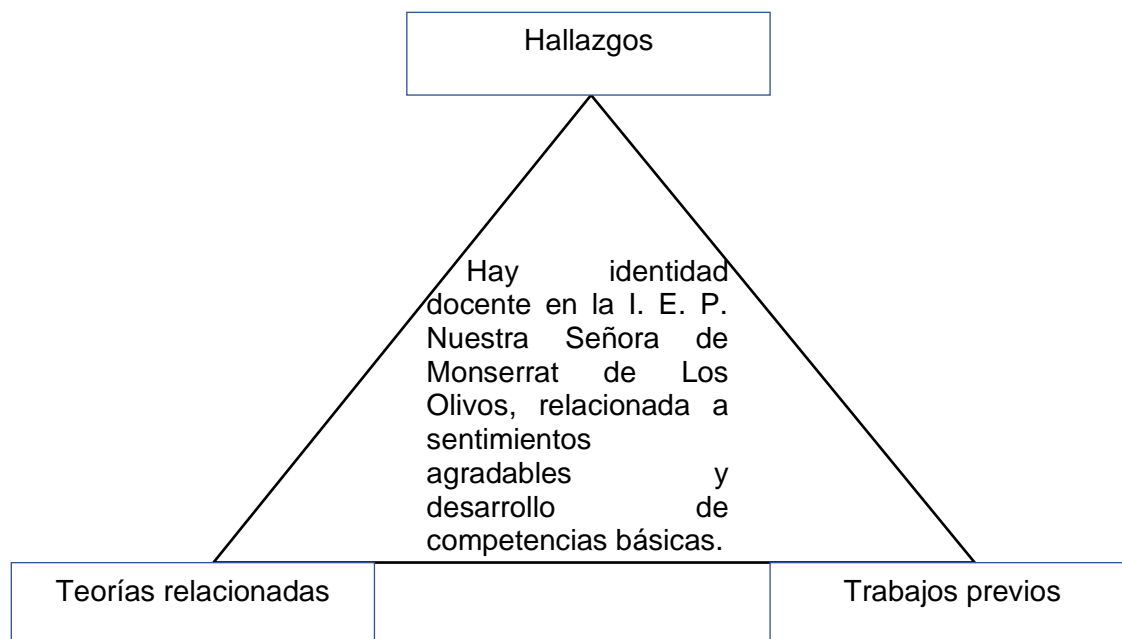 Hallazgos
Hay identidad
docente en la I. E. P.
Nuestra Señora de
Monserrat de Los
Olivos, relacionada a
sentimientos
agradables y
desarrollo de
competencias básicas.
Teorías relacionadas
Trabajos previos